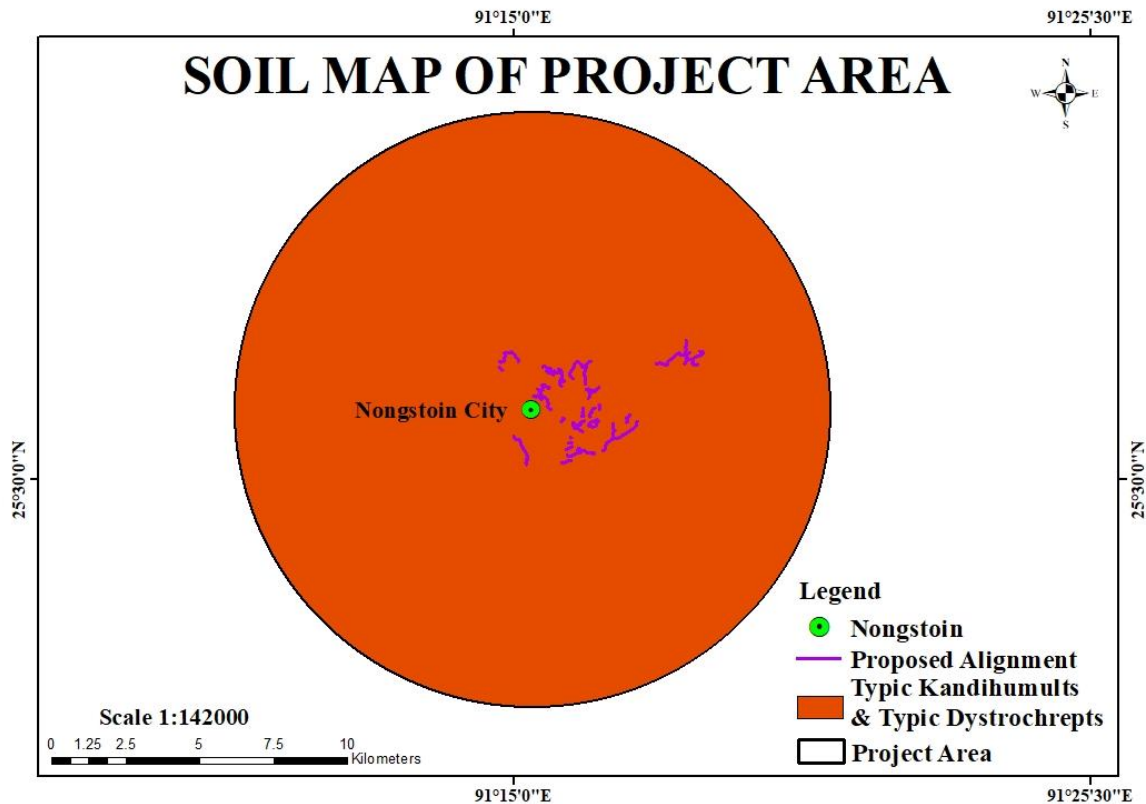 91°15'0"E
91°25'30"E
SOIL MAP OF PROJECT AREA
N
W
E
S
Nongstoin City
25°30'0"N
25°30'0"N
Legend
Nongstoin
Proposed Alignment
Typic Kandihumults
& Typic Dystrochrepts
Project Area
Scale 1:142000
0 1.25 2.5 5 7.5 10
Kilometers
91°15'0"E
91°25'30"E